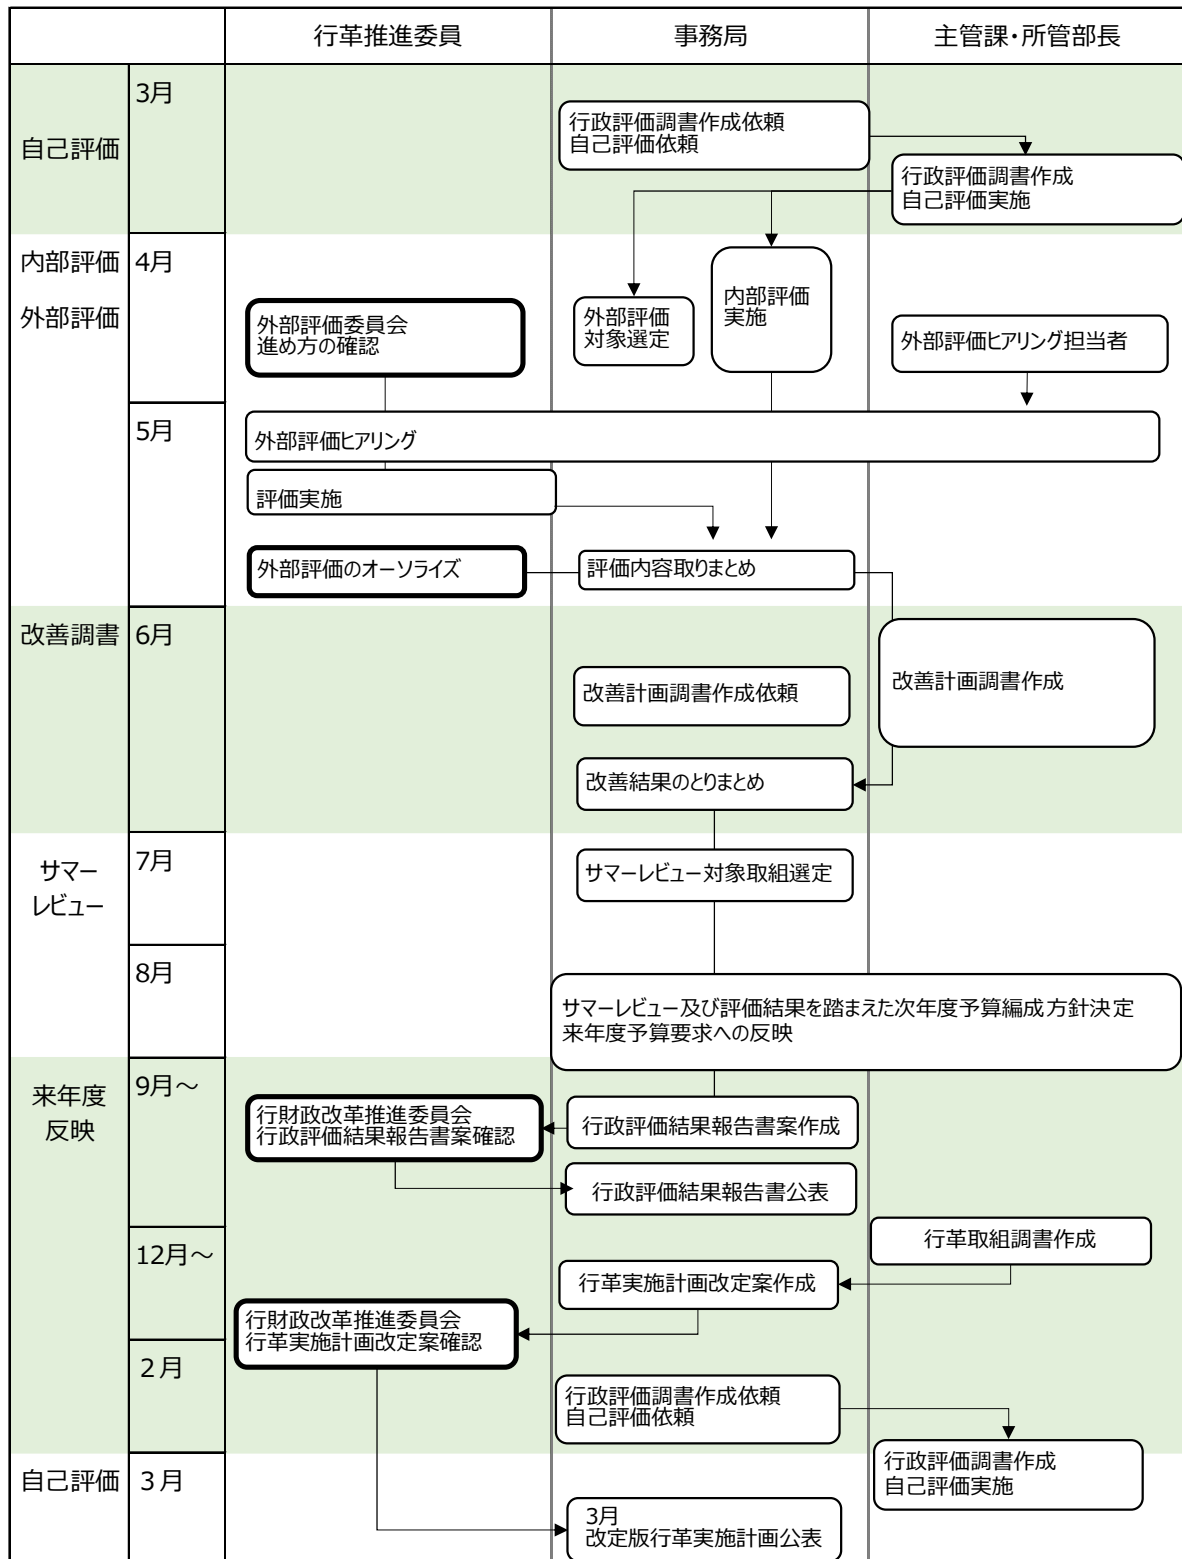 行革推進委員
事務局
主管課・所管部長
自己評価
3月
行政評価調書作成依頼
自己評価依頼
行政評価調書作成
自己評価実施
内部評価
外部評価
4月
外部評価委員会
進め方の確認
外部評価
対象選定
内部評価
実施
外部評価ヒアリング担当者
5月
外部評価ヒアリング
評価実施
外部評価のオーソライズ
評価内容取りまとめ
改善調書
6月
改善計画調書作成依頼
改善計画調書作成
改善結果のとりまとめ
サマー
レビュー
7月
サマーレビュー対象取組選定
8月
サマーレビュー及び評価結果を踏まえた次年度予算編成方針決定
来年度予算要求への反映
来年度
反映
9月～
行財政改革推進委員会
行政評価結果報告書案確認
行政評価結果報告書案作成
行政評価結果報告書公表
行革取組調書作成
12月～
行革実施計画改定案作成
行財政改革推進委員会
行革実施計画改定案確認
２月
行政評価調書作成依頼
自己評価依頼
行政評価調書作成
自己評価実施
自己評価
３月
3月
改定版行革実施計画公表